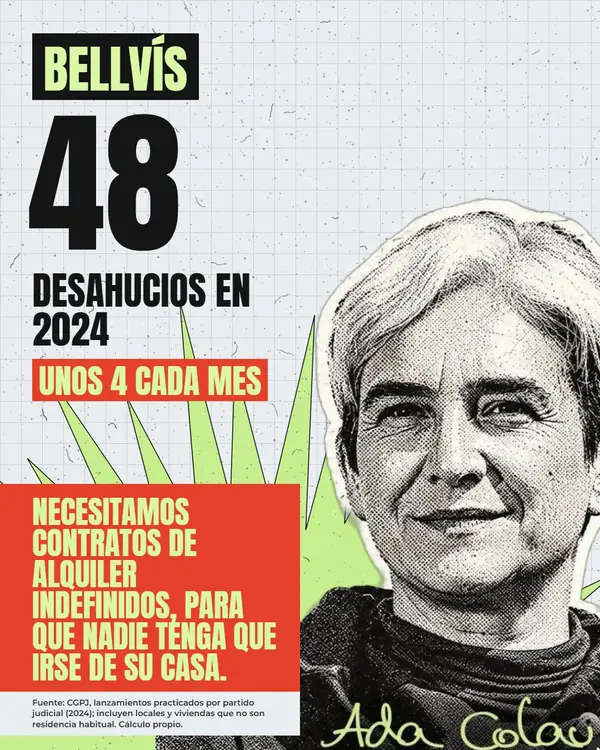 BELLVÍS
48
DESAHUCIOS EN
2024
UNOS 4 CADA MES
NECESITAMOS
CONTRATOS DE
ALQUILER
INDEFINIDOS, PARA
QUE NADIE TENGA QUE
IRSE DE SU CASA.
Fuente: CGPJ, lanzamientos practicados por partido
judicial (2024); incluyen locales y viviendas que no son
residencia habitual. Cálculo propio.
Ada Colau